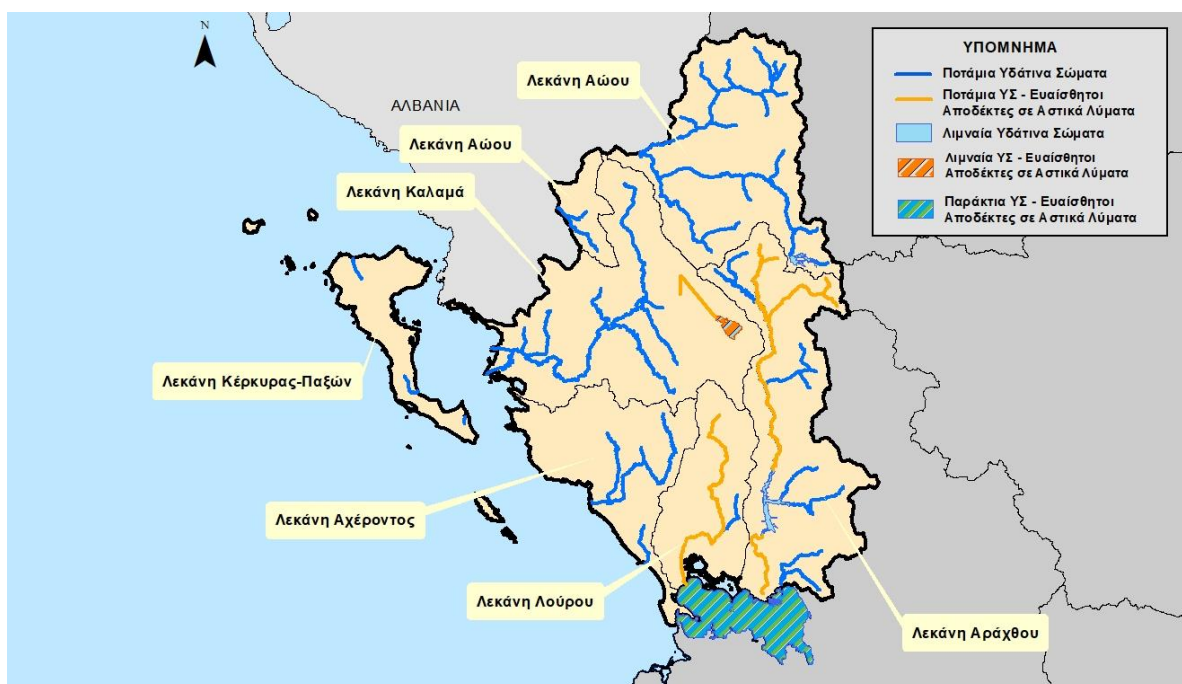 N
ΥΠΟΜΝΗΜΑ
Ποτάμια Υδάτινα Σώματα
Ποτάμια ΥΣ - Ευαίσθητοι
Αποδέκτες σε Αστικά Λύματα
Λιμναία Υδάτινα Σώματα
Λιμναία ΥΣ - Ευαίσθητοι
Αποδέκτες σε Αστικά Λύματα
Παράκτια ΥΣ - Ευαίσθητοι
Αποδέκτες σε Αστικά Λύματα
Λεκάνη Αώου
ΑΛΒΑΝΙΑ
Λεκάνη Αώου
Λεκάνη Καλαμά
Λεκάνη Κέρκυρας-Παξών
Λεκάνη Αχέροντος
Λεκάνη Λούρου
Λεκάνη Αράχθου